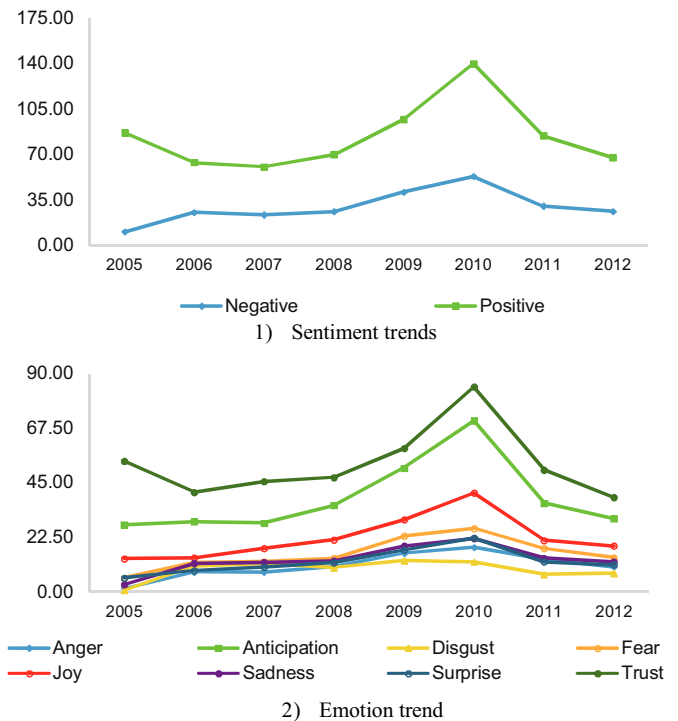 175.00
140.00
105.00
70.00
35.00
0.00
2005 2006 2007 2008 2009 2010 2011 2012
Negative Positive
1) Sentiment trends
90.00
67.50
45.00
22.50
0.00
2005 2006 2007 2008 2009 2010 2011 2012
Anger Anticipation Disgust Fear
Joy Sadness Surprise Trust
2) Emotion trend